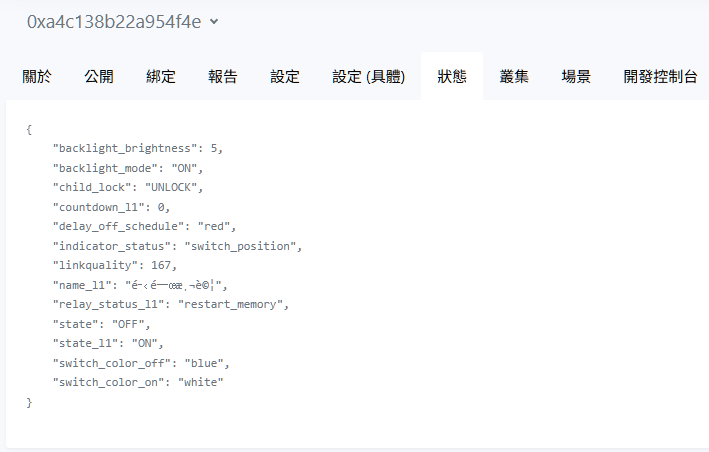 0xa4c138b22a954f4e
關於 公開 綁定 報告 設定 設定 (具體) 狀態 叢集 場景 開發控制台
{
    "backlight_brightness": 5,
    "backlight_mode": "ON",
    "child_lock": "UNLOCK",
    "countdown_l1": 0,
    "delay_off_schedule": "red",
    "indicator_status": "switch_position",
    "linkquality": 167,
    "name_l1": "é–‹é—œæ¸¬è©¦",
    "relay_status_l1": "restart_memory",
    "state": "OFF",
    "state_l1": "ON",
    "switch_color_off": "blue",
    "switch_color_on": "white"
}